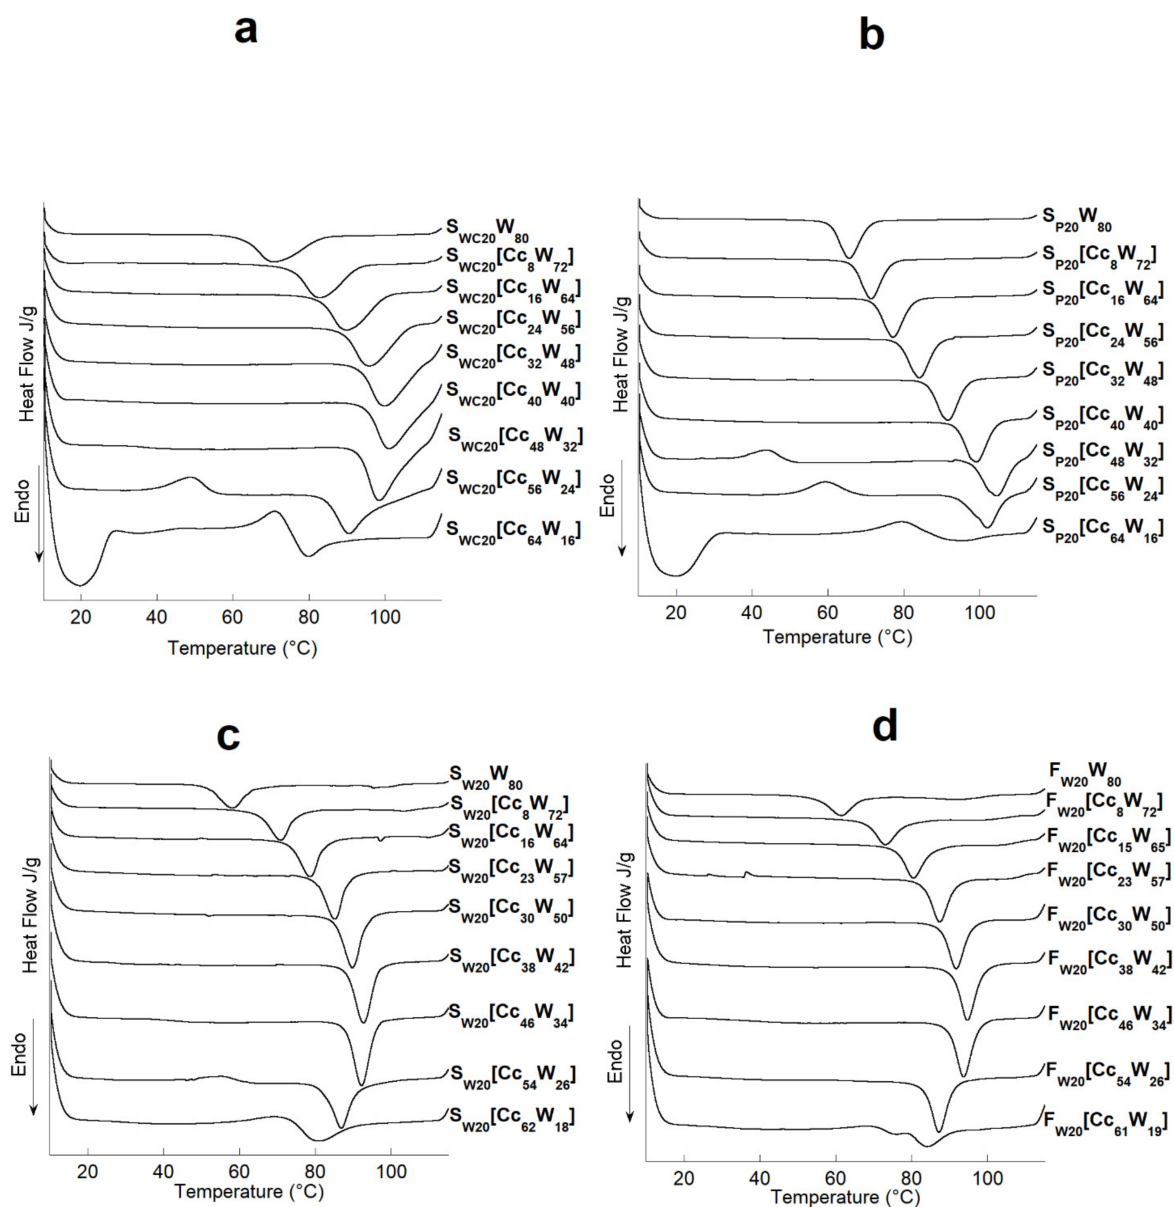 a
S_WC20W_80
S_WC20[Cc_8W_72]
S_WC20[Cc_16W_64]
S_WC20[Cc_24W_56]
S_WC20[Cc_32W_48]
S_WC20[Cc_40W_40]
S_WC20[Cc_48W_32]
S_WC20[Cc_56W_24]
S_WC20[Cc_64W_16]
Heat Flow J/g
Endo
20 40 60 80 100
Temperature (°C)
b
S_P20W_80
S_P20[Cc_8W_72]
S_P20[Cc_16W_64]
S_P20[Cc_24W_56]
S_P20[Cc_32W_48]
S_P20[Cc_40W_40]
S_P20[Cc_48W_32]
S_P20[Cc_56W_24]
S_P20[Cc_64W_16]
Heat Flow J/g
Endo
20 40 60 80 100
Temperature (°C)
c
S_W20W_80
S_W20[Cc_8W_72]
S_W20[Cc_16W_64]
S_W20[Cc_23W_57]
S_W20[Cc_30W_50]
S_W20[Cc_38W_42]
S_W20[Cc_46W_34]
S_W20[Cc_54W_26]
S_W20[Cc_62W_18]
Heat Flow J/g
Endo
20 40 60 80 100
Temperature (°C)
d
F_W20W_80
F_W20[Cc_8W_72]
F_W20[Cc_15W_65]
F_W20[Cc_23W_57]
F_W20[Cc_30W_50]
F_W20[Cc_38W_42]
F_W20[Cc_46W_34]
F_W20[Cc_54W_26]
F_W20[Cc_61W_19]
Heat Flow J/g
Endo
20 40 60 80 100
Temperature (°C)